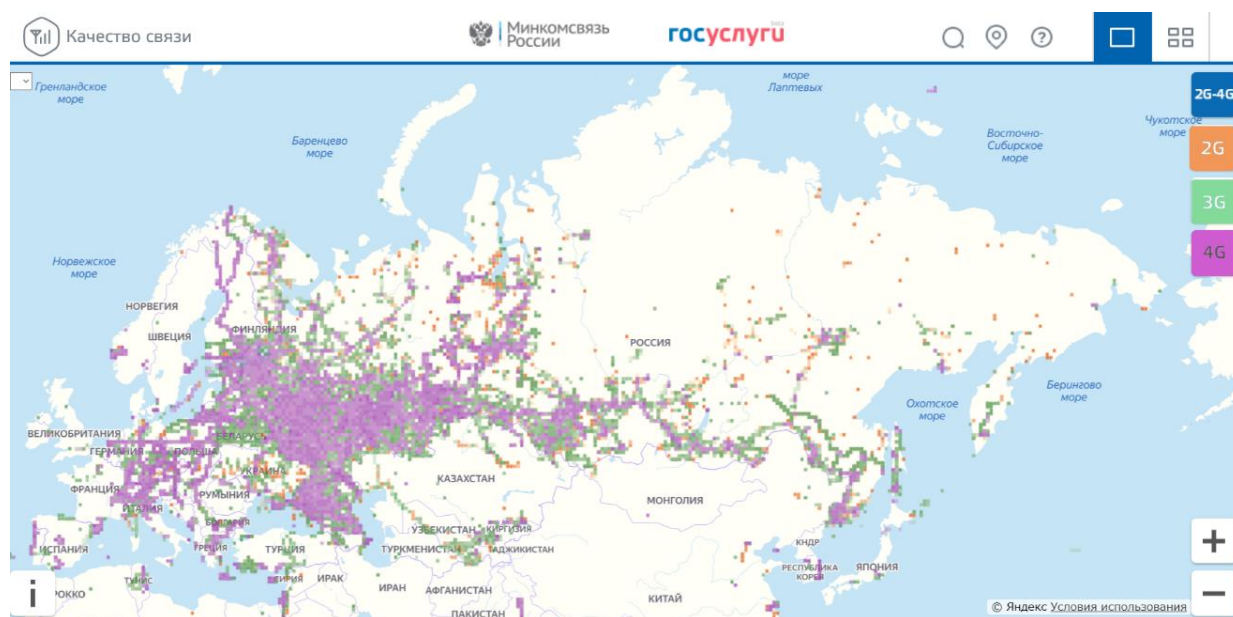 Качество связи
Минкомсвязь
России
госуслуги
beta
Гренландское
море
море
Лаптевых
2G-4G
Чукотское
море
Баренцево
море
Восточно-
Сибирское
море
2G
3G
4G
Норвежское
море
НОРВЕГИЯ
ШВЕЦИЯ
ФИНЛЯНДИЯ
РОССИЯ
Берингово
море
Охотское
море
ВЕЛИКОБРИТАНИЯ
БЕЛАРУСЬ
ГЕРМАНИЯ
ПОЛЬША
УКРАИНА
КАЗАХСТАН
ФРАНЦИЯ
РУМЫНИЯ
МОНГОЛИЯ
ИТАЛИЯ
БОЛГАРИЯ
УЗБЕКИСТАН
КИРГИЗИЯ
ИСПАНИЯ
ГРЕЦИЯ
ТУРЦИЯ
ТУРКМЕНИСТАН
ТАДЖИКИСТАН
КНДР
РЕСПУБЛИКА
КОРЕЯ
ЯПОНИЯ
ТУНИС
СИРИЯ
ИРАК
ИРАН
АФГАНИСТАН
КИТАЙ
РОККО
ПАКИСТАН
© Яндекс Условия использования